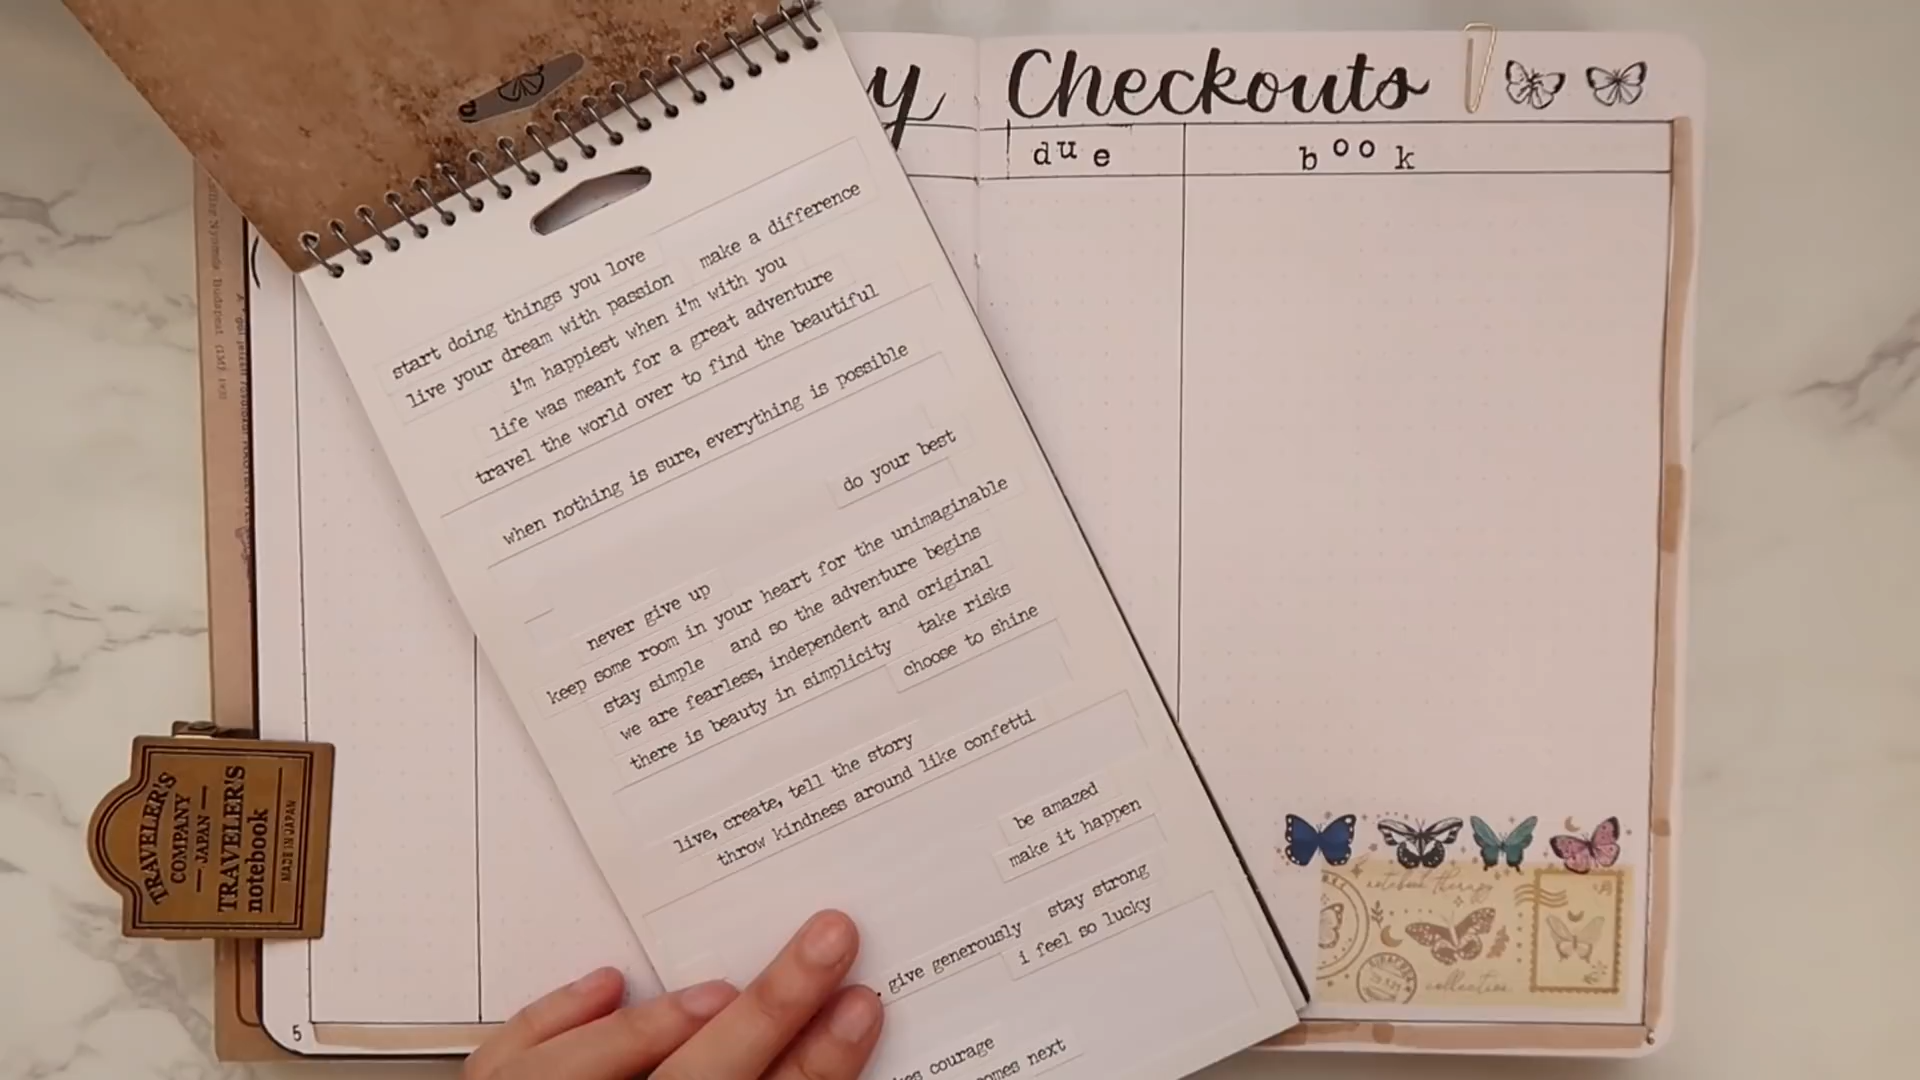 y Checkouts
due
book
start doing things you love
make a difference
live your dream with passion
i'm happiest when i'm with you
life was meant for a great adventure
travel the world over to find the beautiful
when nothing is sure, everything is possible
do your best
never give up
keep some room in your heart for the unimaginable
stay simple
and so the adventure begins
we are fearless, independent and original
take risks
there is beauty in simplicity
choose to shine
live, create, tell the story
throw kindness around like confetti
be amazed
make it happen
stay strong
give generously
i feel so lucky
courage
next
TRAVELER'S
COMPANY
JAPAN
TRAVELER'S
notebook
MADE IN JAPAN
5
notebook therapy
collection